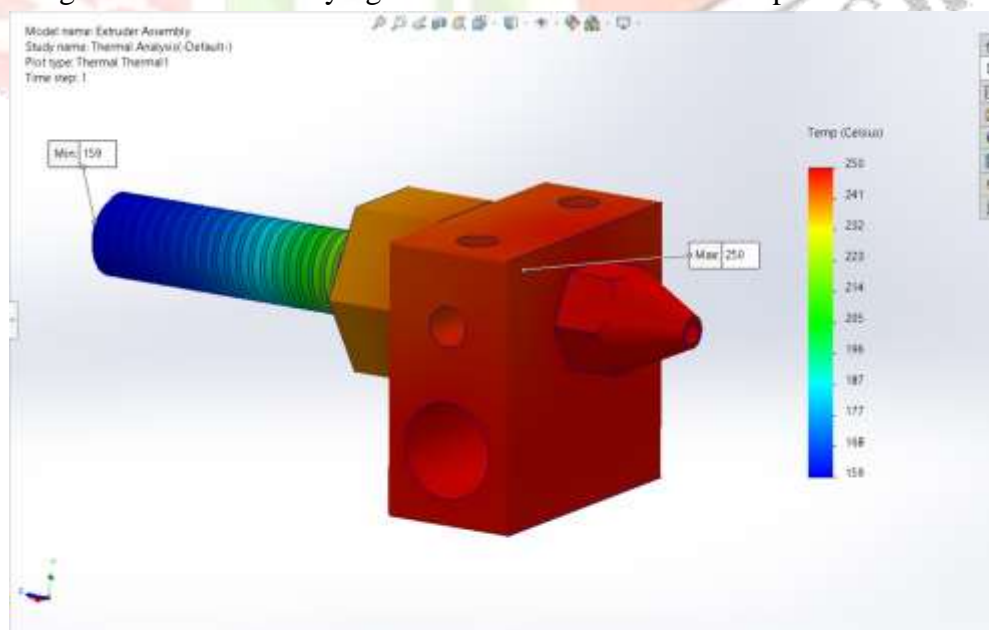 Model name: Extruder Assembly
Study name: Thermal Analysis(-Default-)
Plot type: Thermal Thermal1
Time step: 1
Min: 159
Max: 250
Temp (Celsius)
250
241
232
223
214
205
196
187
177
168
159